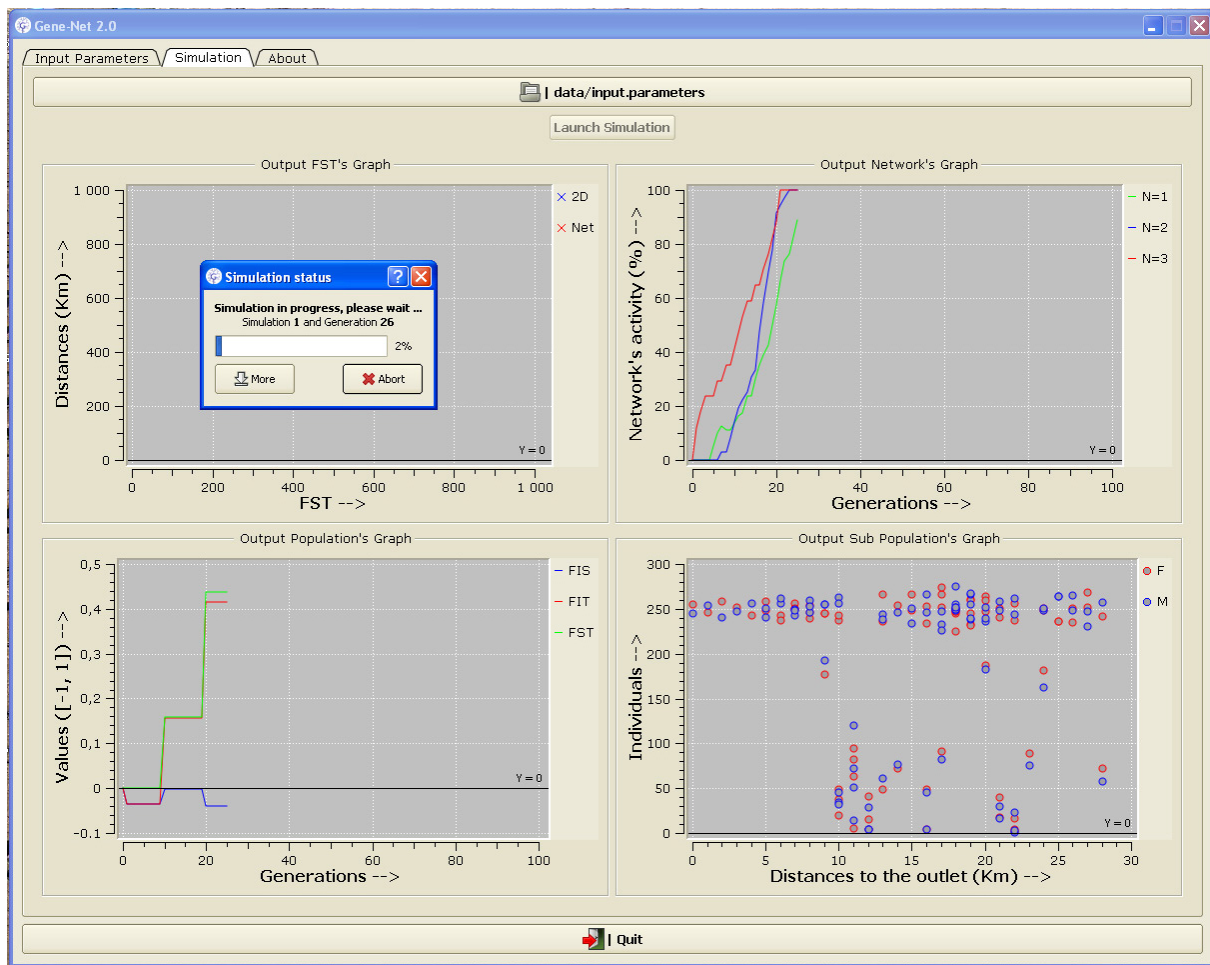 Gene-Net 2.0
Input Parameters Simulation About
| data/input.parameters
Launch Simulation
Output FST's Graph
Distances (Km) -->
1 000
800
600
400
200
0
Y = 0
0 200 400 600 800 1 000
FST -->
2D
Net
Simulation status
Simulation in progress, please wait ...
Simulation 1 and Generation 26
2%
More Abort
Output Network's Graph
Network's activity (%) -->
100
80
60
40
20
0
Y = 0
0 20 40 60 80 100
Generations -->
N=1
N=2
N=3
Output Population's Graph
Values ([-1, 1]) -->
0,5
0,4
0,3
0,2
0,1
0
-0.1
Y = 0
0 20 40 60 80 100
Generations -->
FIS
FIT
FST
Output Sub Population's Graph
Individuals -->
300
250
200
150
100
50
0
Y = 0
0 5 10 15 20 25 30
Distances to the outlet (Km) -->
F
M
| Quit